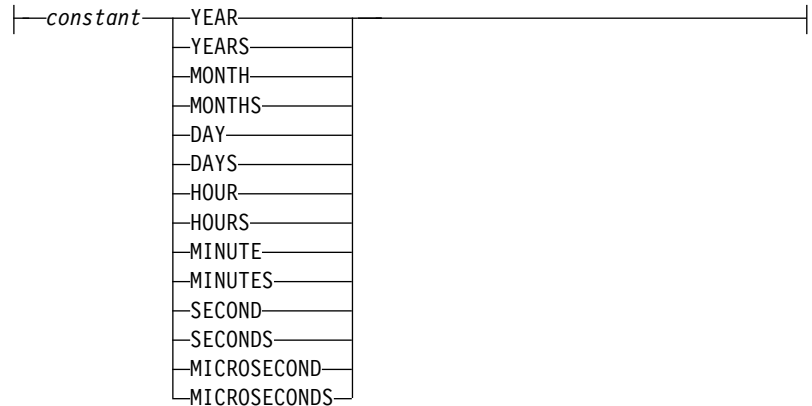 constant YEAR
YEARS
MONTH
MONTHS
DAY
DAYS
HOUR
HOURS
MINUTE
MINUTES
SECOND
SECONDS
MICROSECOND
MICROSECONDS